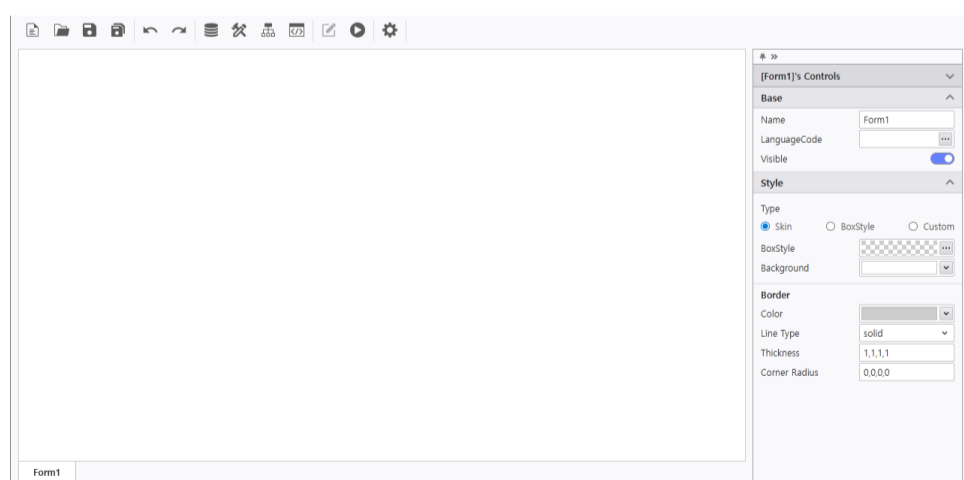 [Form1]'s Controls
Base
Name Form1
LanguageCode
Visible
Style
Type
Skin BoxStyle Custom
BoxStyle
Background
Border
Color
Line Type solid
Thickness 1,1,1,1
Corner Radius 0,0,0,0
Form1